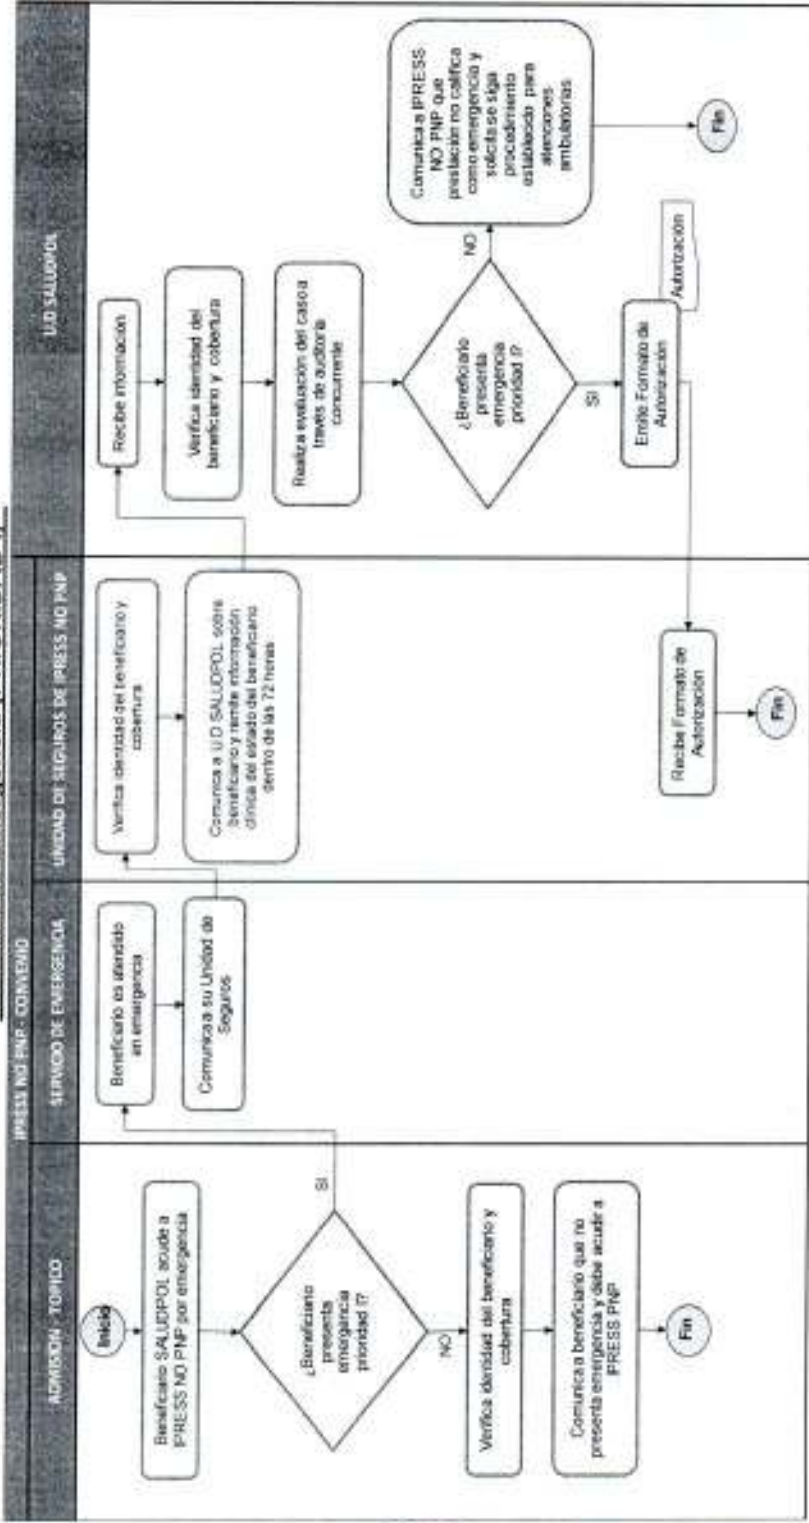 IPRESS NO PNP - CONVENIO
ADMISION - TOPICO
SERVICIO DE EMERGENCIA
UNIDAD DE SEGUROS DE IPRESS NO PNP
U.D SALUDPOL
Inicio
Beneficiario SALUDPOL acude a
IPRESS NO PNP por emergencia
¿Beneficiario
presenta
emergencia
prioridad I?
SI
NO
Verifica identidad del beneficiario y
cobertura
Comunica a beneficiario que no
presenta emergencia y debe acudir a
IPRESS PNP
Fin
Beneficiario es atendido
en emergencia
Comunica a su Unidad de
Seguros
Verifica identidad del beneficiario y
cobertura
Comunica a U.D SALUDPOL sobre
beneficiario y remite información
clínica del estado del beneficiario
dentro de las 72 horas
Recibe Formato de
Autorización
Fin
Recibe información
Verifica identidad del
beneficiario y cobertura
Realiza evaluación del caso a
través de auditoria
concurrente
¿Beneficiario
presenta
emergencia
prioridad I?
NO
SI
Comunica a IPRESS
NO PNP que
prestación no califica
como emergencia y
solicita se siga
procedimiento
establecido para
atenciones
ambulatorias
Fin
Emite Formato de
Autorización
Autorización